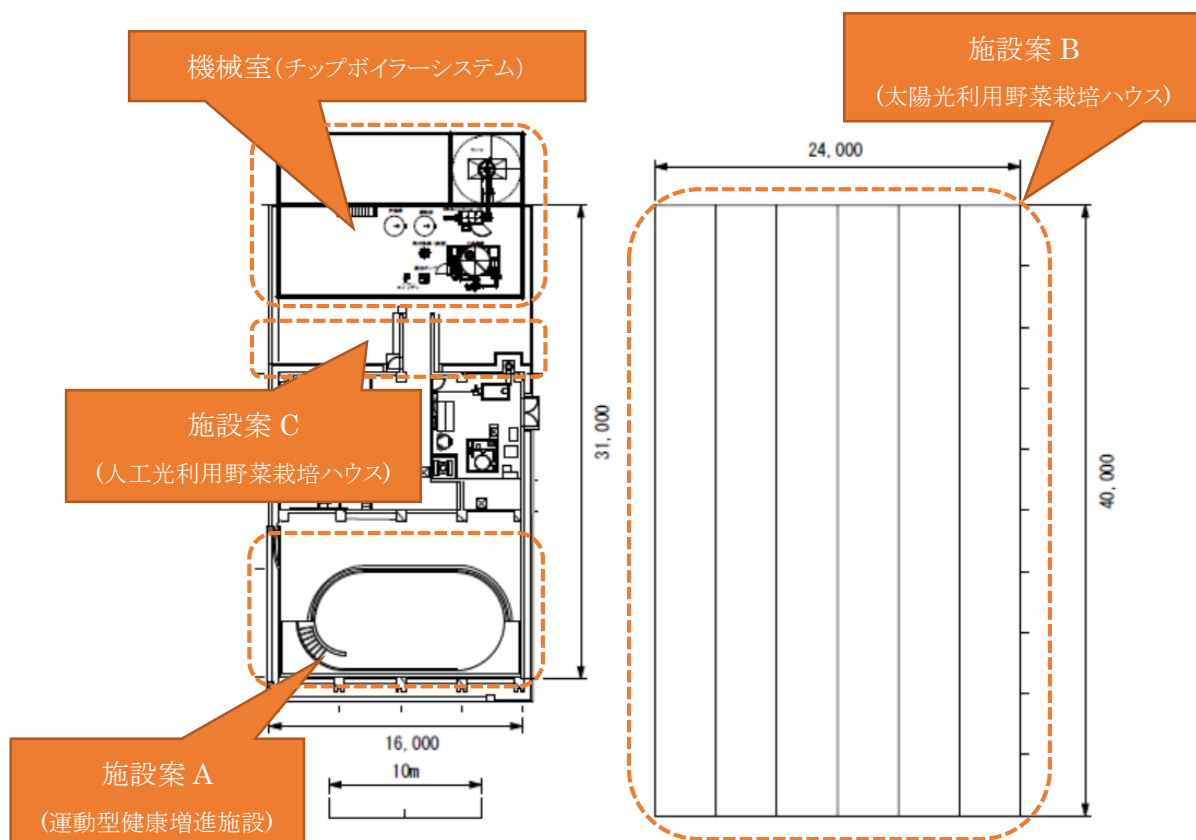 機械室(チップボイラーシステム)
施設案 B
(太陽光利用野菜栽培ハウス)
24,000
施設案 C
(人工光利用野菜栽培ハウス)
31,000
40,000
16,000
10m
施設案 A
(運動型健康増進施設)